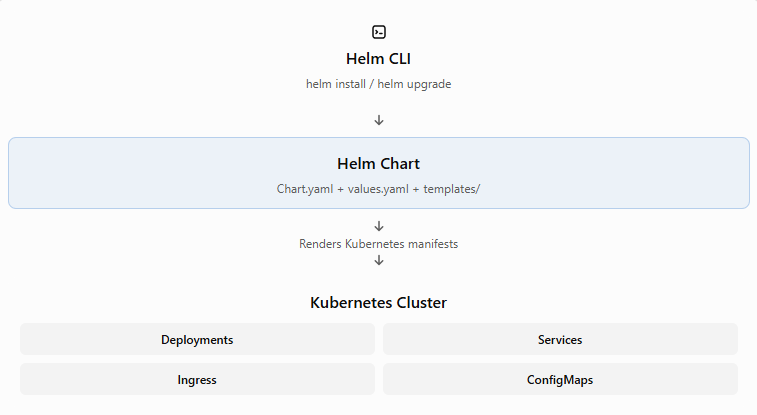 Helm CLI
helm install / helm upgrade
Helm Chart
Chart.yaml + values.yaml + templates/
Renders Kubernetes manifests
Kubernetes Cluster
Deployments
Services
Ingress
ConfigMaps